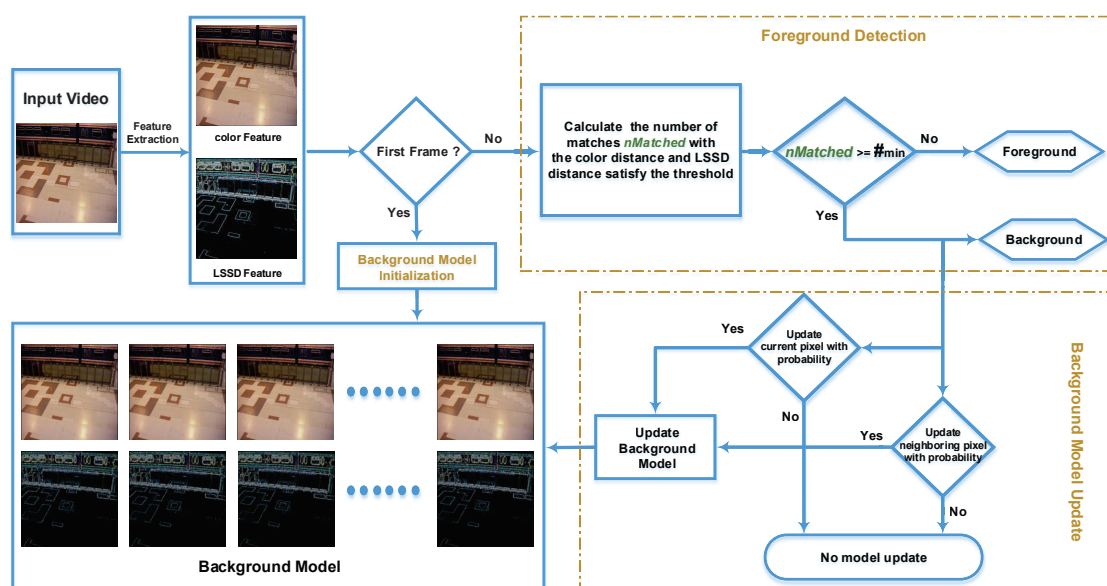 Input Video
Feature
Extraction
color Feature
LSSD Feature
First Frame ?
No
Yes
Background Model
Initialization
Foreground Detection
Calculate the number of
matches nMatched with
the color distance and LSSD
distance satisfy the threshold
nMatched >= #min
No
Foreground
Yes
Background
Background Model Update
Update
current pixel with
probability
Yes
No
Update
neighboring pixel
with probability
Yes
No
Update
Background
Model
No model update
Background Model